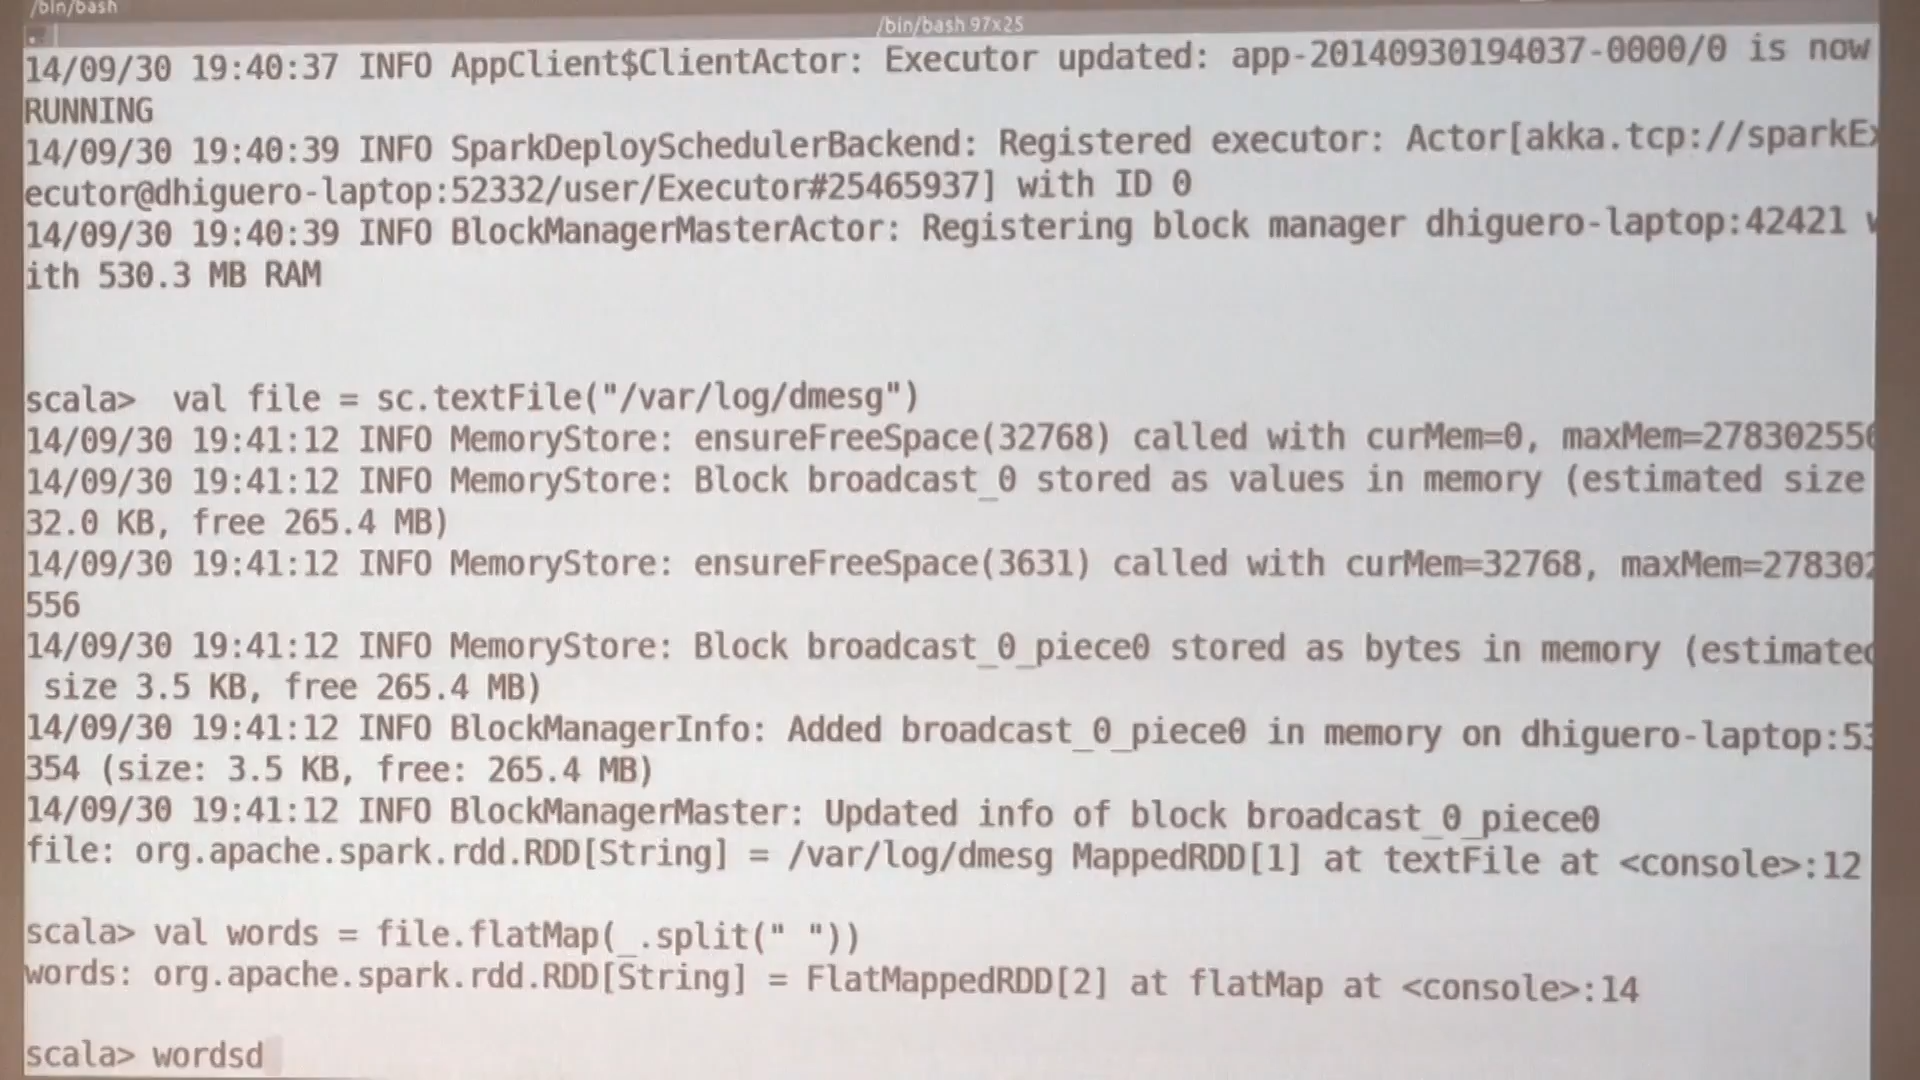 /bin/bash
/bin/bash 97x25
14/09/30 19:40:37 INFO AppClient$ClientActor: Executor updated: app-20140930194037-0000/0 is now
RUNNING
14/09/30 19:40:39 INFO SparkDeploySchedulerBackend: Registered executor: Actor[akka.tcp://sparkEx
ecutor@dhiguero-laptop:52332/user/Executor#25465937] with ID 0
14/09/30 19:40:39 INFO BlockManagerMasterActor: Registering block manager dhiguero-laptop:42421 w
ith 530.3 MB RAM
scala>  val file = sc.textFile("/var/log/dmesg")
14/09/30 19:41:12 INFO MemoryStore: ensureFreeSpace(32768) called with curMem=0, maxMem=278302556
14/09/30 19:41:12 INFO MemoryStore: Block broadcast_0 stored as values in memory (estimated size
32.0 KB, free 265.4 MB)
14/09/30 19:41:12 INFO MemoryStore: ensureFreeSpace(3631) called with curMem=32768, maxMem=278302
556
14/09/30 19:41:12 INFO MemoryStore: Block broadcast_0_piece0 stored as bytes in memory (estimated
 size 3.5 KB, free 265.4 MB)
14/09/30 19:41:12 INFO BlockManagerInfo: Added broadcast_0_piece0 in memory on dhiguero-laptop:53
354 (size: 3.5 KB, free: 265.4 MB)
14/09/30 19:41:12 INFO BlockManagerMaster: Updated info of block broadcast_0_piece0
file: org.apache.spark.rdd.RDD[String] = /var/log/dmesg MappedRDD[1] at textFile at <console>:12
scala> val words = file.flatMap(_.split(" "))
words: org.apache.spark.rdd.RDD[String] = FlatMappedRDD[2] at flatMap at <console>:14
scala> wordsd